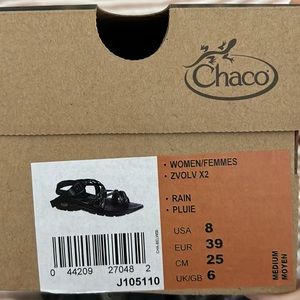 Chaco
WOMEN/FEMMES
ZVOLV X2
RAIN
PLUIE
USA 8
EUR 39
CM 25
UK/GB 6
MEDIUM
MOYEN
0 44209 27048 2
J105110